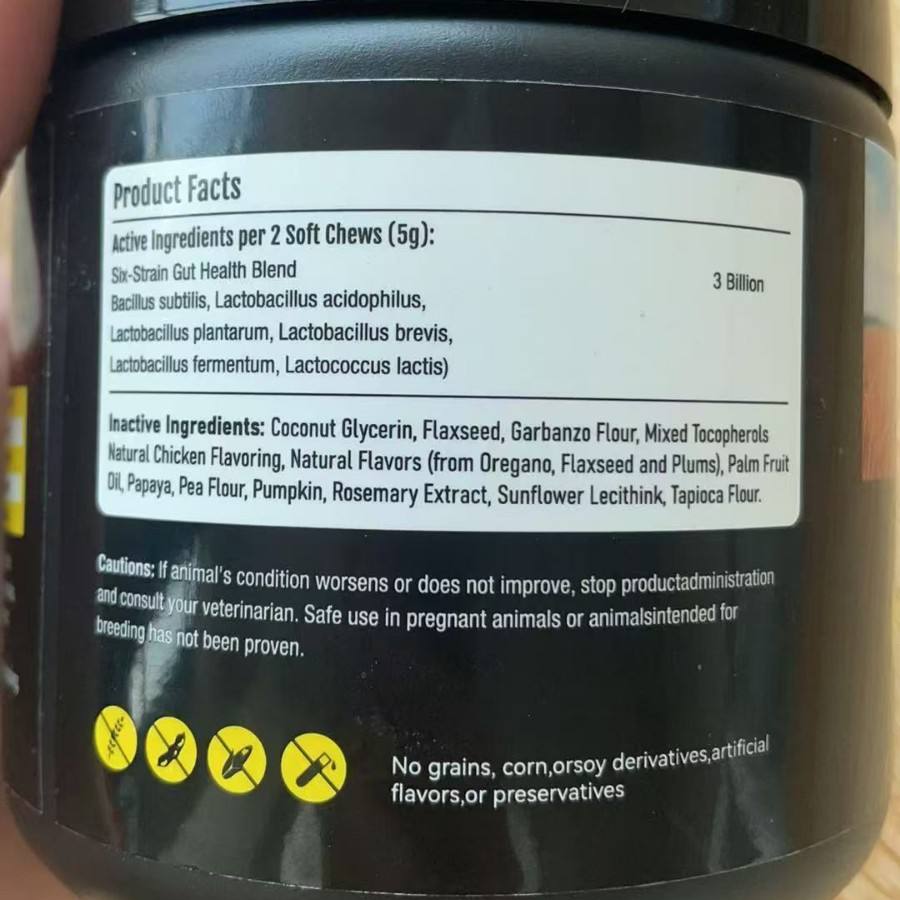 Product Facts
Active Ingredients per 2 Soft Chews (5g):
Six-Strain Gut Health Blend 3 Billion
Bacillus subtilis, Lactobacillus acidophilus,
Lactobacillus plantarum, Lactobacillus brevis,
Lactobacillus fermentum, Lactococcus lactis)
Inactive Ingredients: Coconut Glycerin, Flaxseed, Garbanzo Flour, Mixed Tocopherols
Natural Chicken Flavoring, Natural Flavors (from Oregano, Flaxseed and Plums), Palm Fruit
Oil, Papaya, Pea Flour, Pumpkin, Rosemary Extract, Sunflower Lecithink, Tapioca Flour.
Cautions: If animal's condition worsens or does not improve, stop productadministration
and consult your veterinarian. Safe use in pregnant animals or animalsintended for
breeding has not been proven.
No grains, corn,orsoy derivatives,artificial
flavors,or preservatives